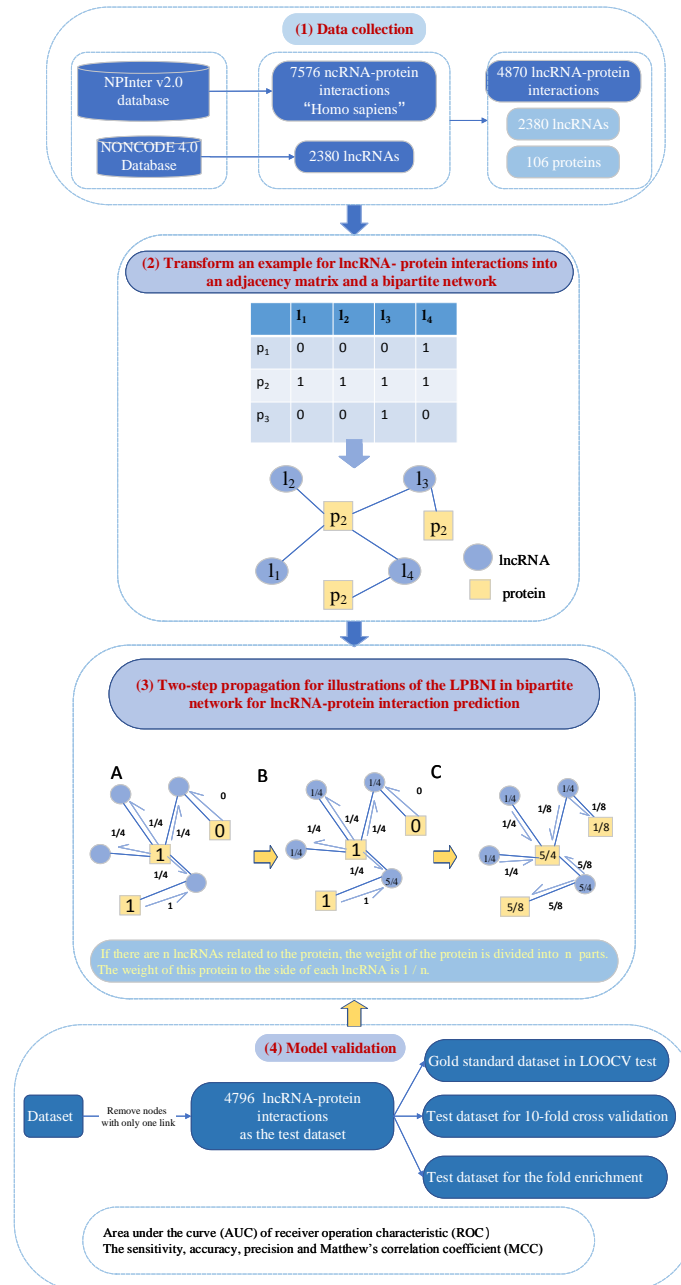 (1) Data collection
NPInter v2.0
database
7576 ncRNA-protein
interactions
“Homo sapiens”
4870 lncRNA-protein
interactions
2380 lncRNAs
106 proteins
NONCODE 4.0
Database
2380 lncRNAs
(2) Transform an example for lncRNA- protein interactions into
an adjacency matrix and a bipartite network
l1 l2 l3 l4
p1 0 0 0 1
p2 1 1 1 1
p3 0 0 1 0
l2 l3
p2 p2
l1 l4
p2
lncRNA
protein
(3) Two-step propagation for illustrations of the LPBNI in bipartite
network for lncRNA-protein interaction prediction
A
0
1/4 1/4
0
1
1/4
1
1
B
1/4 1/4
0
1/4 1/4
0
1/4
1
1/4
1
5/4
1
C
1/4 1/4
1/8 1/8
1/4
1/8
1/4
5/4
1/4
5/8
5/4
5/8
5/8
If there are n lncRNAs related to the protein, the weight of the protein is divided into n parts.
The weight of this protein to the side of each lncRNA is 1 / n.
(4) Model validation
Dataset
Remove nodes
with only one link
4796 lncRNA-protein
interactions
as the test dataset
Gold standard dataset in LOOCV test
Test dataset for 10-fold cross validation
Test dataset for the fold enrichment
Area under the curve (AUC) of receiver operation characteristic (ROC)
The sensitivity, accuracy, precision and Matthew’s correlation coefficient (MCC)